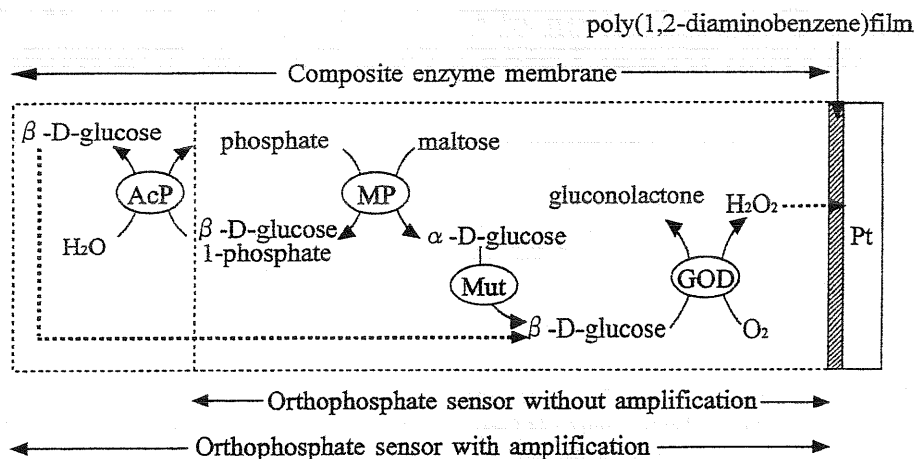 poly(1,2-diaminobenzene)film
Composite enzyme membrane
β-D-glucose
phosphate
maltose
AcP
MP
gluconolactone
H₂O₂
H₂O
β-D-glucose
1-phosphate
α-D-glucose
Pt
Mut
GOD
β-D-glucose
O₂
Orthophosphate sensor without amplification
Orthophosphate sensor with amplification